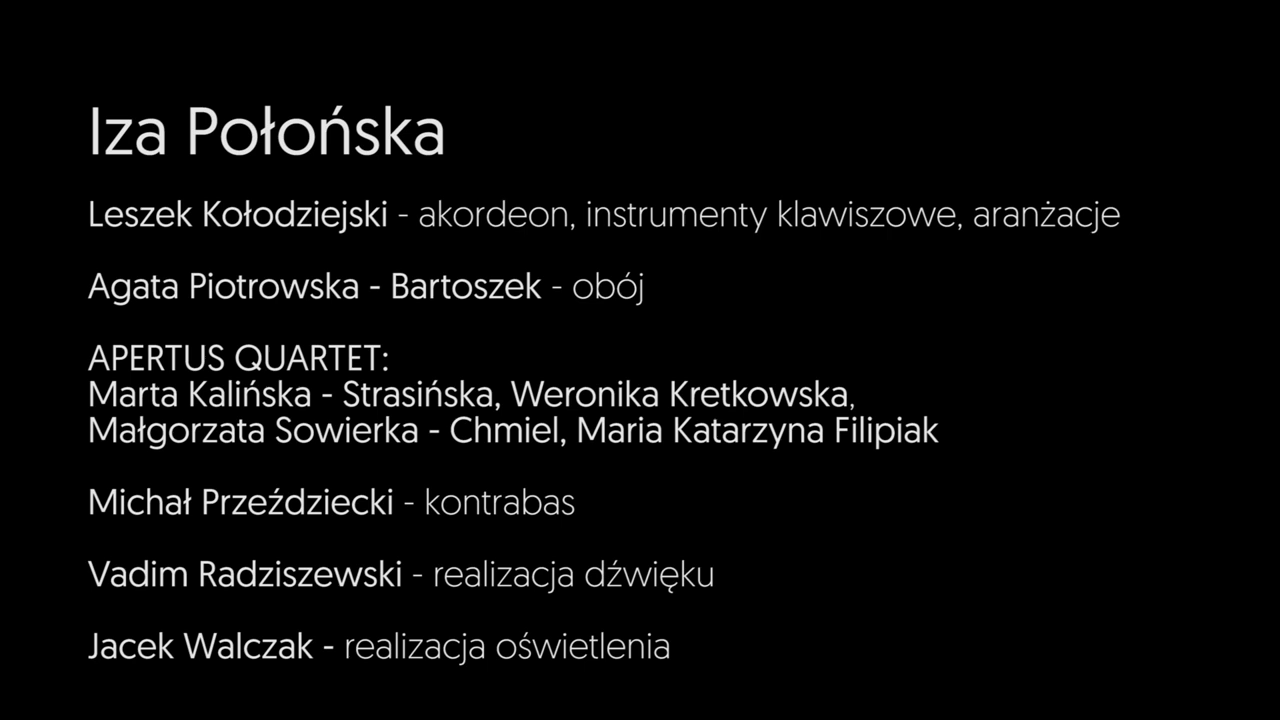 Iza Połońska
Leszek Kołodziejski - akordeon, instrumenty klawiszowe, aranżacje
Agata Piotrowska - Bartoszek - obój
APERTUS QUARTET:
Marta Kalińska - Strasińska, Weronika Kretkowska,
Małgorzata Sowierka - Chmiel, Maria Katarzyna Filipiak
Michał Przeździecki - kontrabas
Vadim Radziszewski - realizacja dźwięku
Jacek Walczak - realizacja oświetlenia